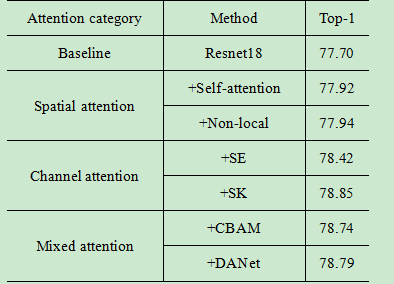 Attention category Method Top-1
Baseline Resnet18 77.70
Spatial attention +Self-attention 77.92
+Non-local 77.94
Channel attention +SE 78.42
+SK 78.85
Mixed attention +CBAM 78.74
+DANet 78.79